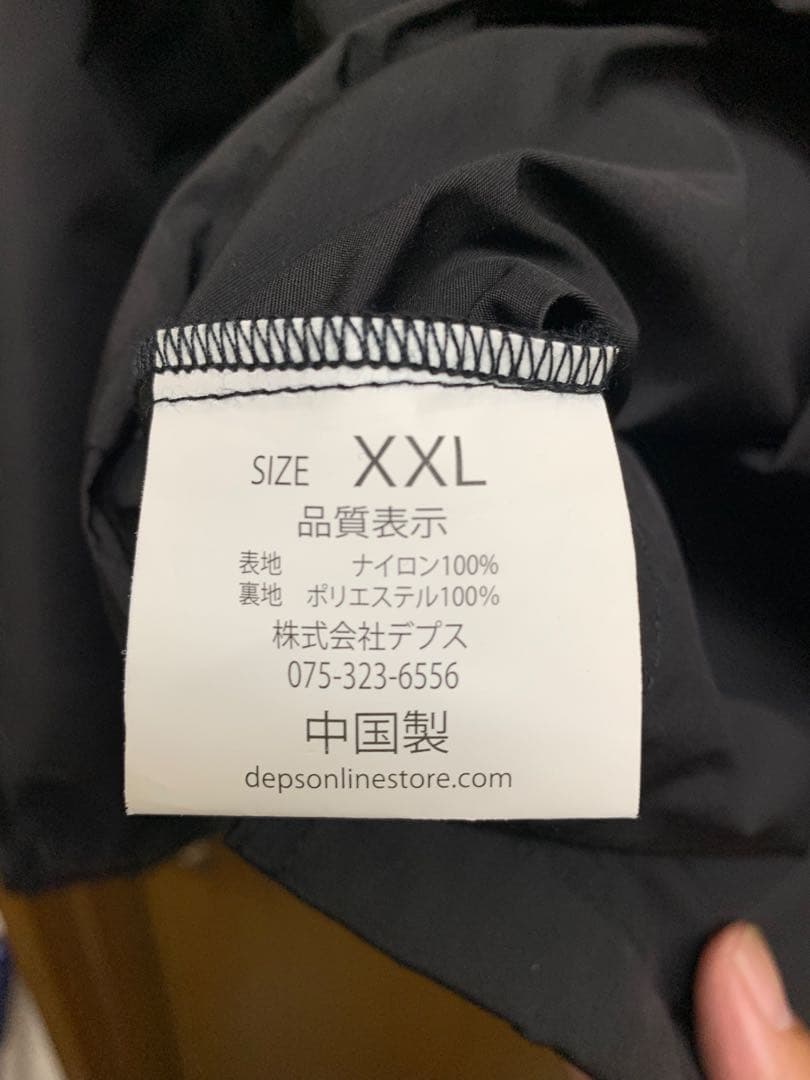 SIZE XXL
品質表示
表地 ナイロン100%
裏地 ポリエステル100%
株式会社デプス
075-323-6556
中国製
depsonlinestore.com